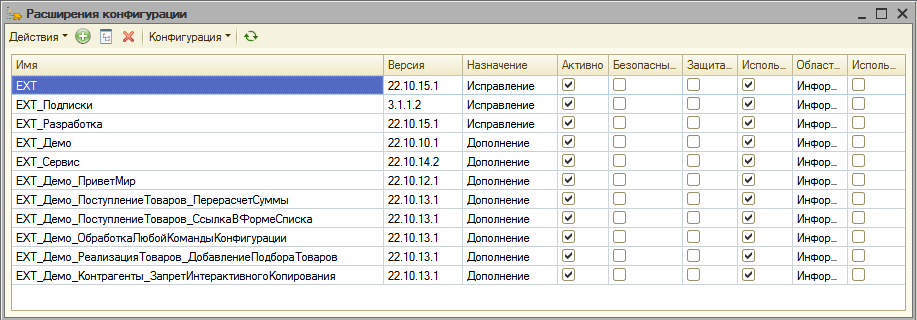 Расширения конфигурации
Действия Конфигурация
Имя Версия Назначение Активно Безопасны... Защита... Исполь... Област... Исполь...
EXT 22.10.15.1 Исправление Инфор...
EXT_Подписки 3.1.1.2 Исправление Инфор...
EXT_Разработка 22.10.15.1 Исправление Инфор...
EXT_Демо 22.10.10.1 Дополнение Инфор...
EXT_Сервис 22.10.14.2 Дополнение Инфор...
EXT_Демо_ПриветМир 22.10.12.1 Дополнение Инфор...
EXT_Демо_ПоступлениеТоваров_ПерерасчетСуммы 22.10.13.1 Дополнение Инфор...
EXT_Демо_ПоступлениеТоваров_СсылкаВФормеСписка 22.10.13.1 Дополнение Инфор...
EXT_Демо_ОбработкаЛюбойКомандыКонфигурации 22.10.13.1 Дополнение Инфор...
EXT_Демо_РеализацияТоваров_ДобавлениеПодбораТоваров 22.10.13.1 Дополнение Инфор...
EXT_Демо_Контрагенты_ЗапретИнтерактивногоКопирования 22.10.13.1 Дополнение Инфор...